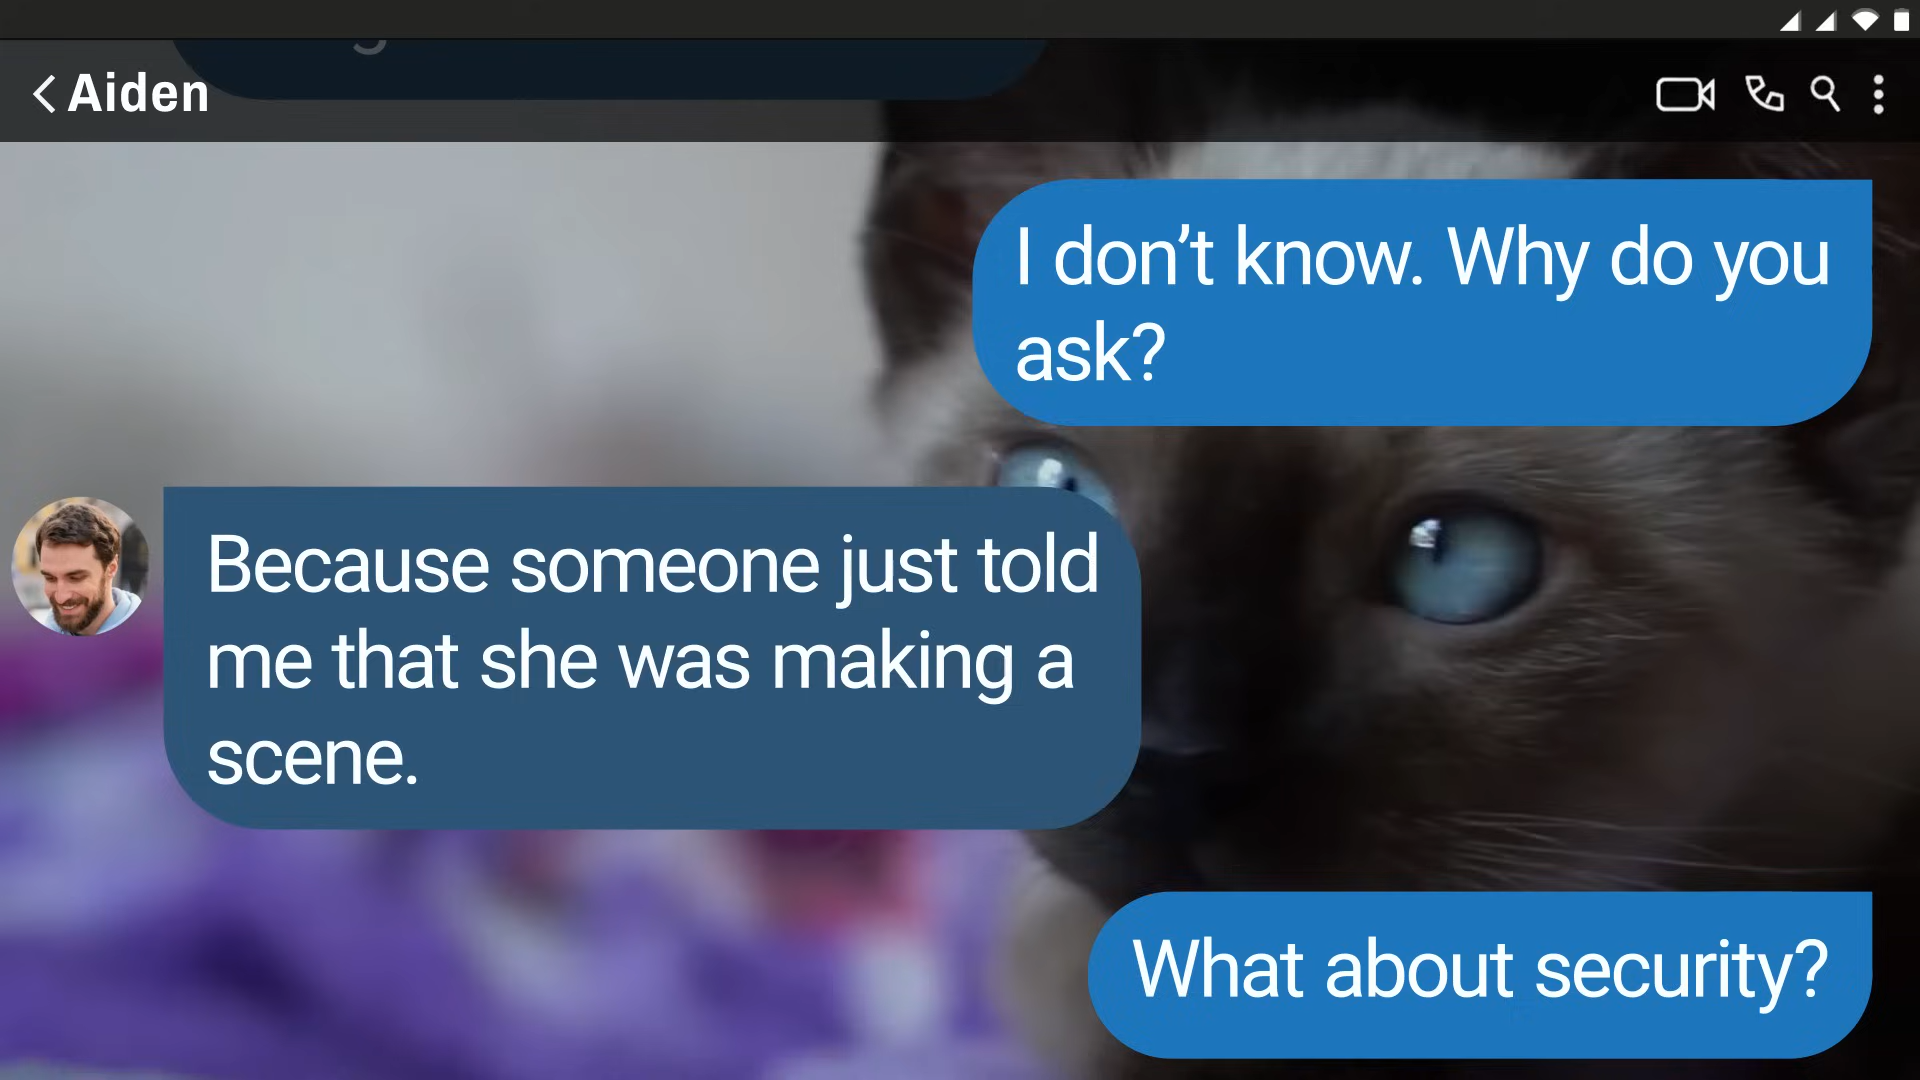 Aiden
I don’t know. Why do you
ask?
Because someone just told
me that she was making a
scene.
What about security?